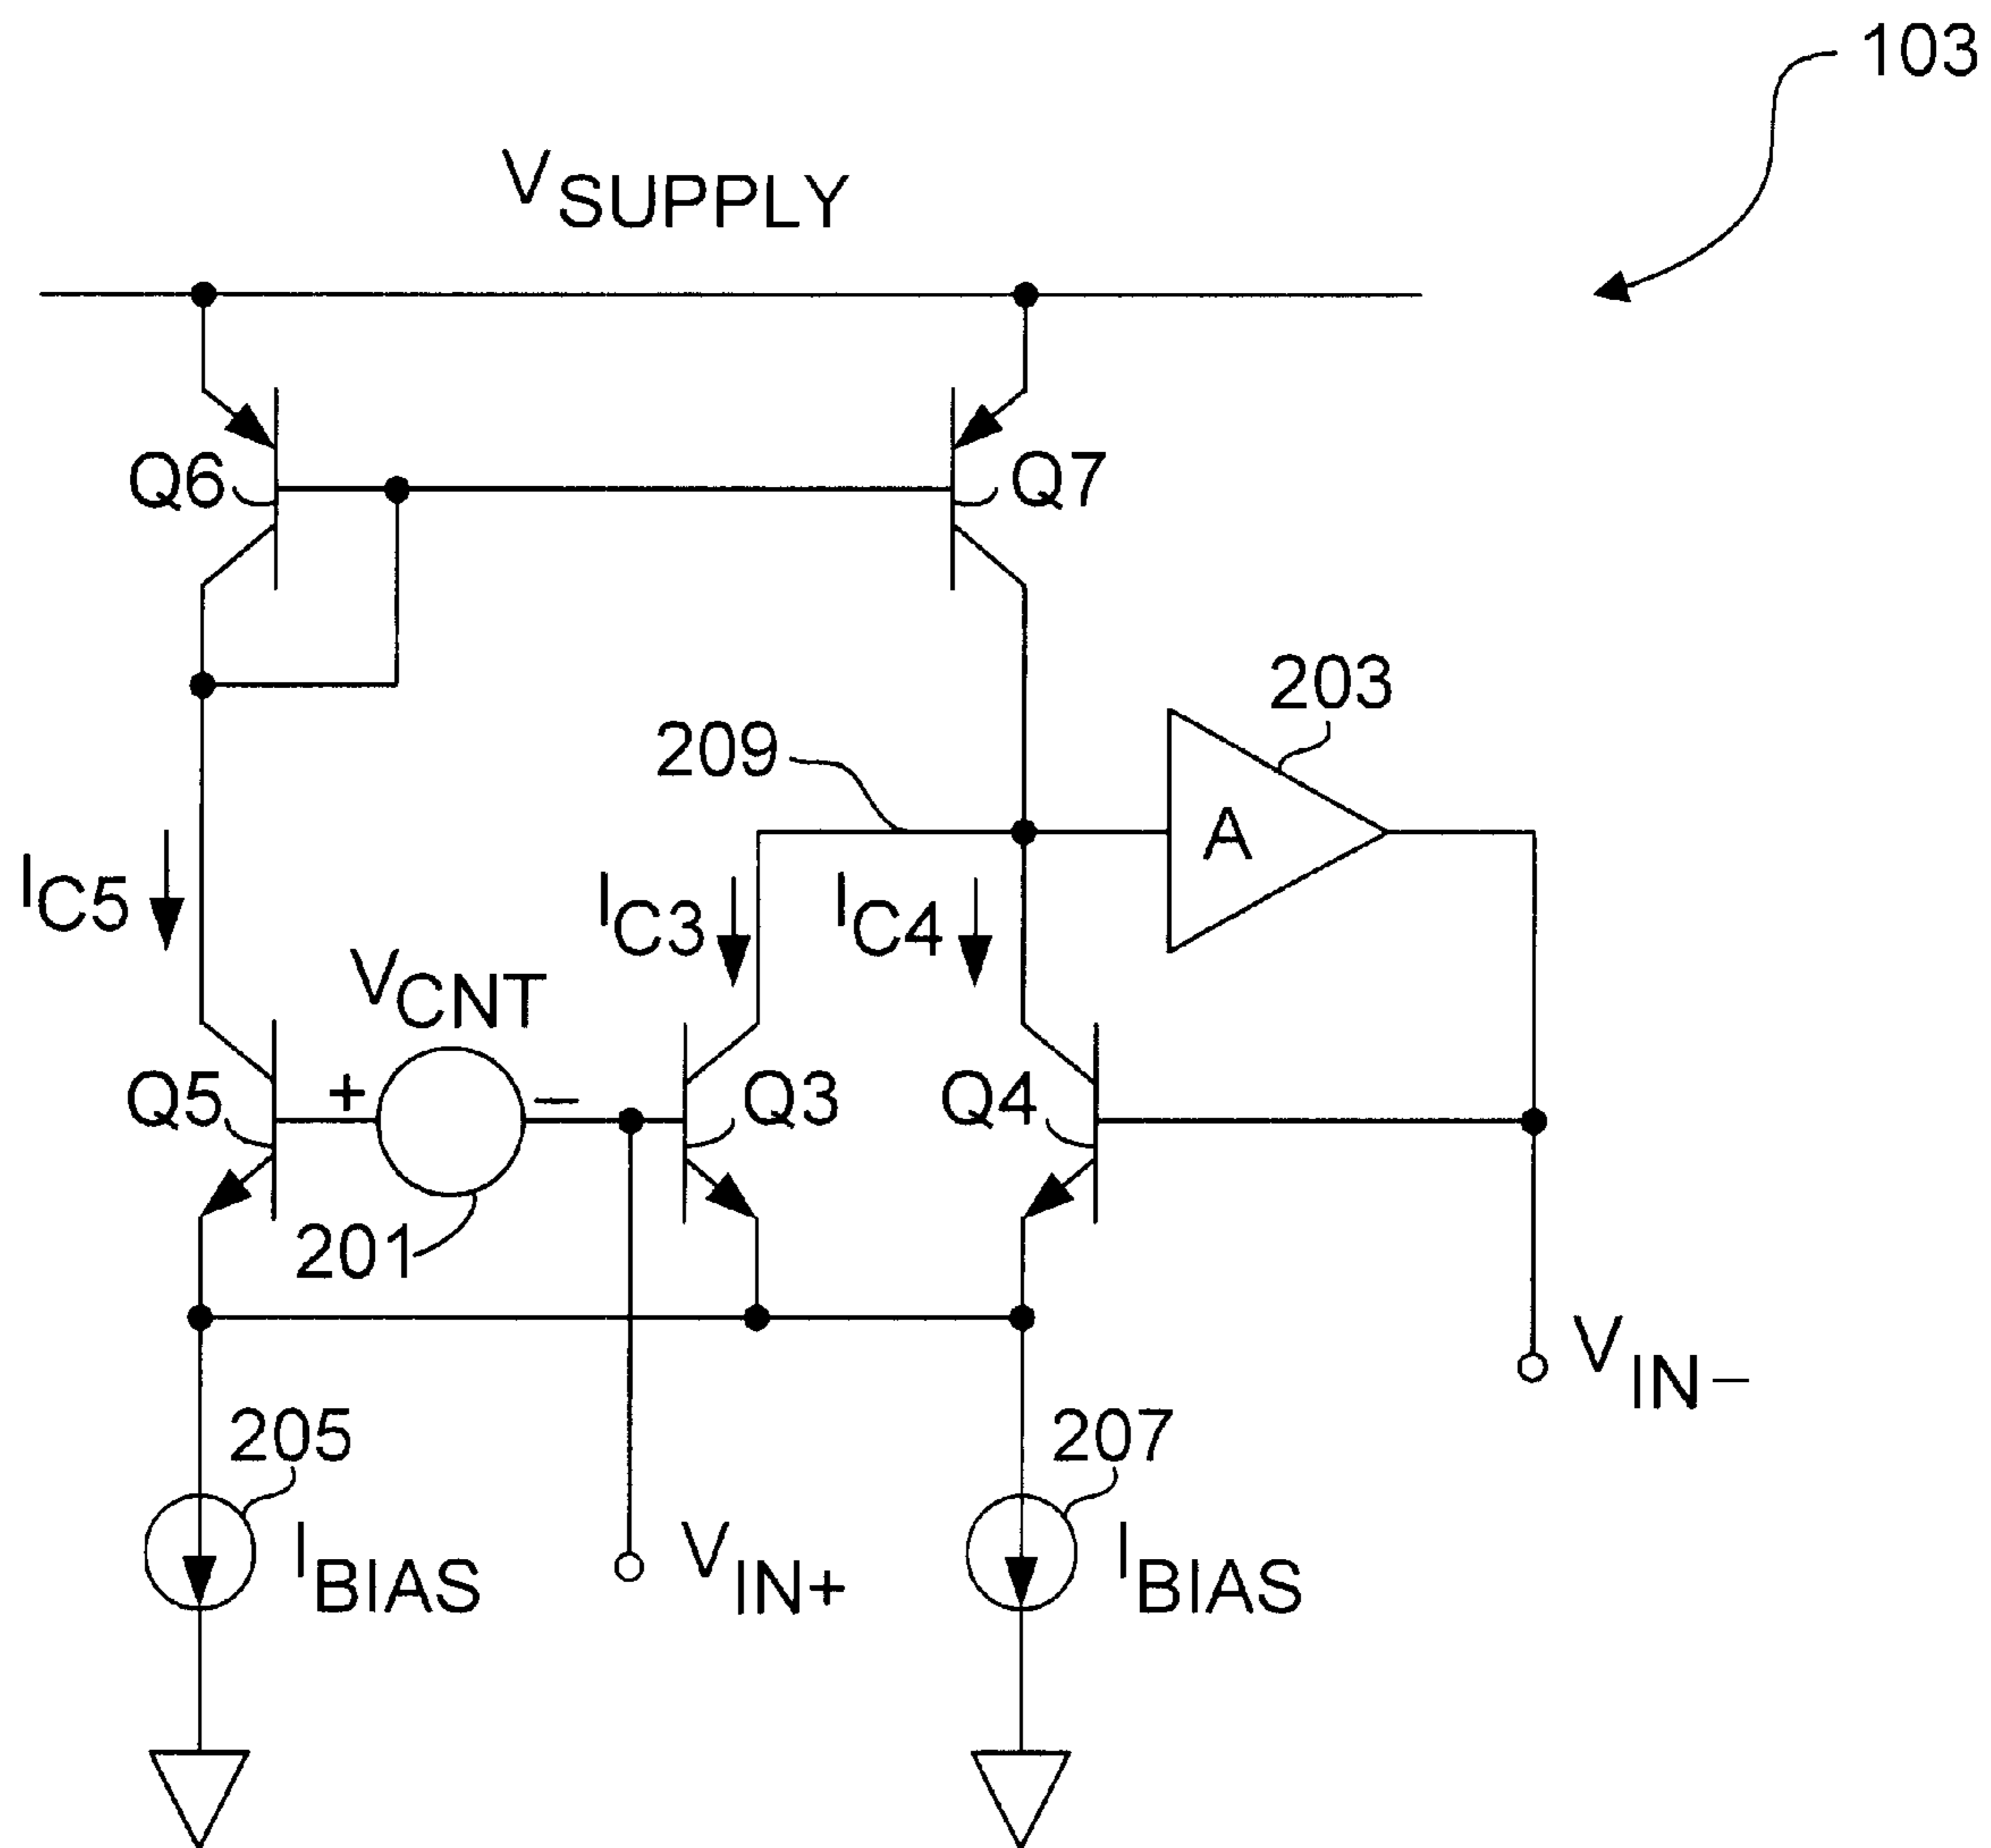 103
VSUPPLY
Q6
Q7
203
209
A
IC5
IC3
IC4
VCNT
Q5
+
−
Q3
Q4
201
VIN−
205
207
IBIAS
VIN+
IBIAS